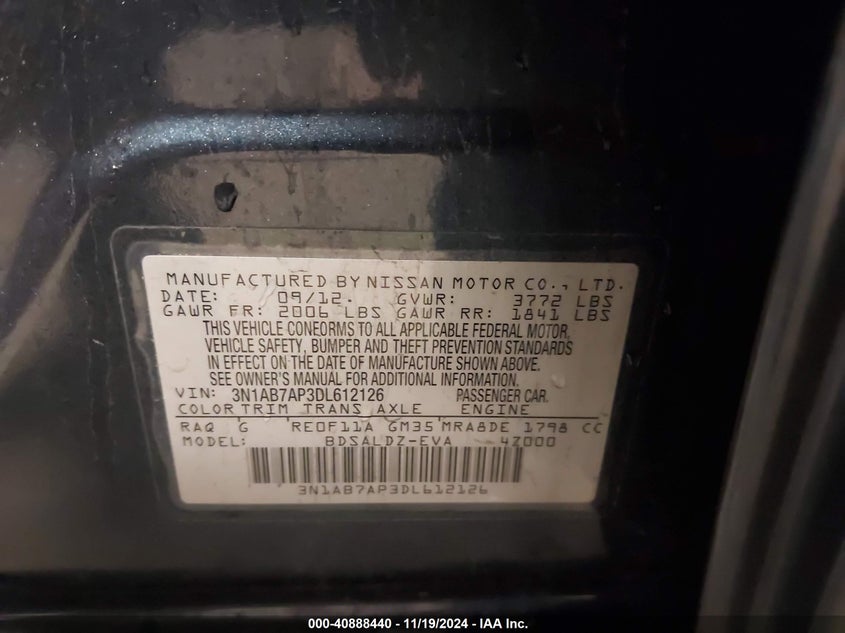 MANUFACTURED BY NISSAN MOTOR CO., LTD.
DATE: 09/12. GVWR: 3772 LBS
GAWR FR: 2006 LBS GAWR RR: 1841 LBS
THIS VEHICLE CONFORMS TO ALL APPLICABLE FEDERAL MOTOR
VEHICLE SAFETY, BUMPER AND THEFT PREVENTION STANDARDS
IN EFFECT ON THE DATE OF MANUFACTURE SHOWN ABOVE.
SEE OWNER'S MANUAL FOR ADDITIONAL INFORMATION.
VIN: 3N1AB7AP3DL612126 PASSENGER CAR.
COLOR TRIM TRANS AXLE ENGINE
RAQ G RE0F11A GM35 MRA8DE 1798 CC
MODEL: BDSALDZ-EVA 4Z000
3N1AB7AP3DL612126
000-40888440 - 11/19/2024 - IAA Inc.